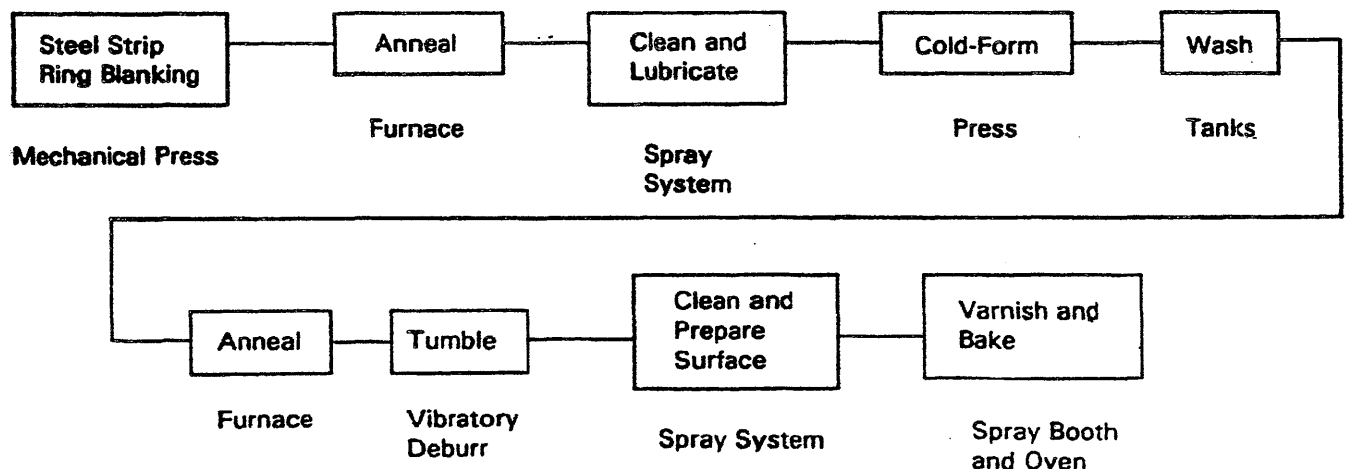 Steel Strip
Ring Blanking
Anneal
Clean and
Lubricate
Cold-Form
Wash
Mechanical Press
Furnace
Spray
System
Press
Tanks
Anneal
Tumble
Clean and
Prepare
Surface
Varnish and
Bake
Furnace
Vibratory
Deburr
Spray System
Spray Booth
and Oven